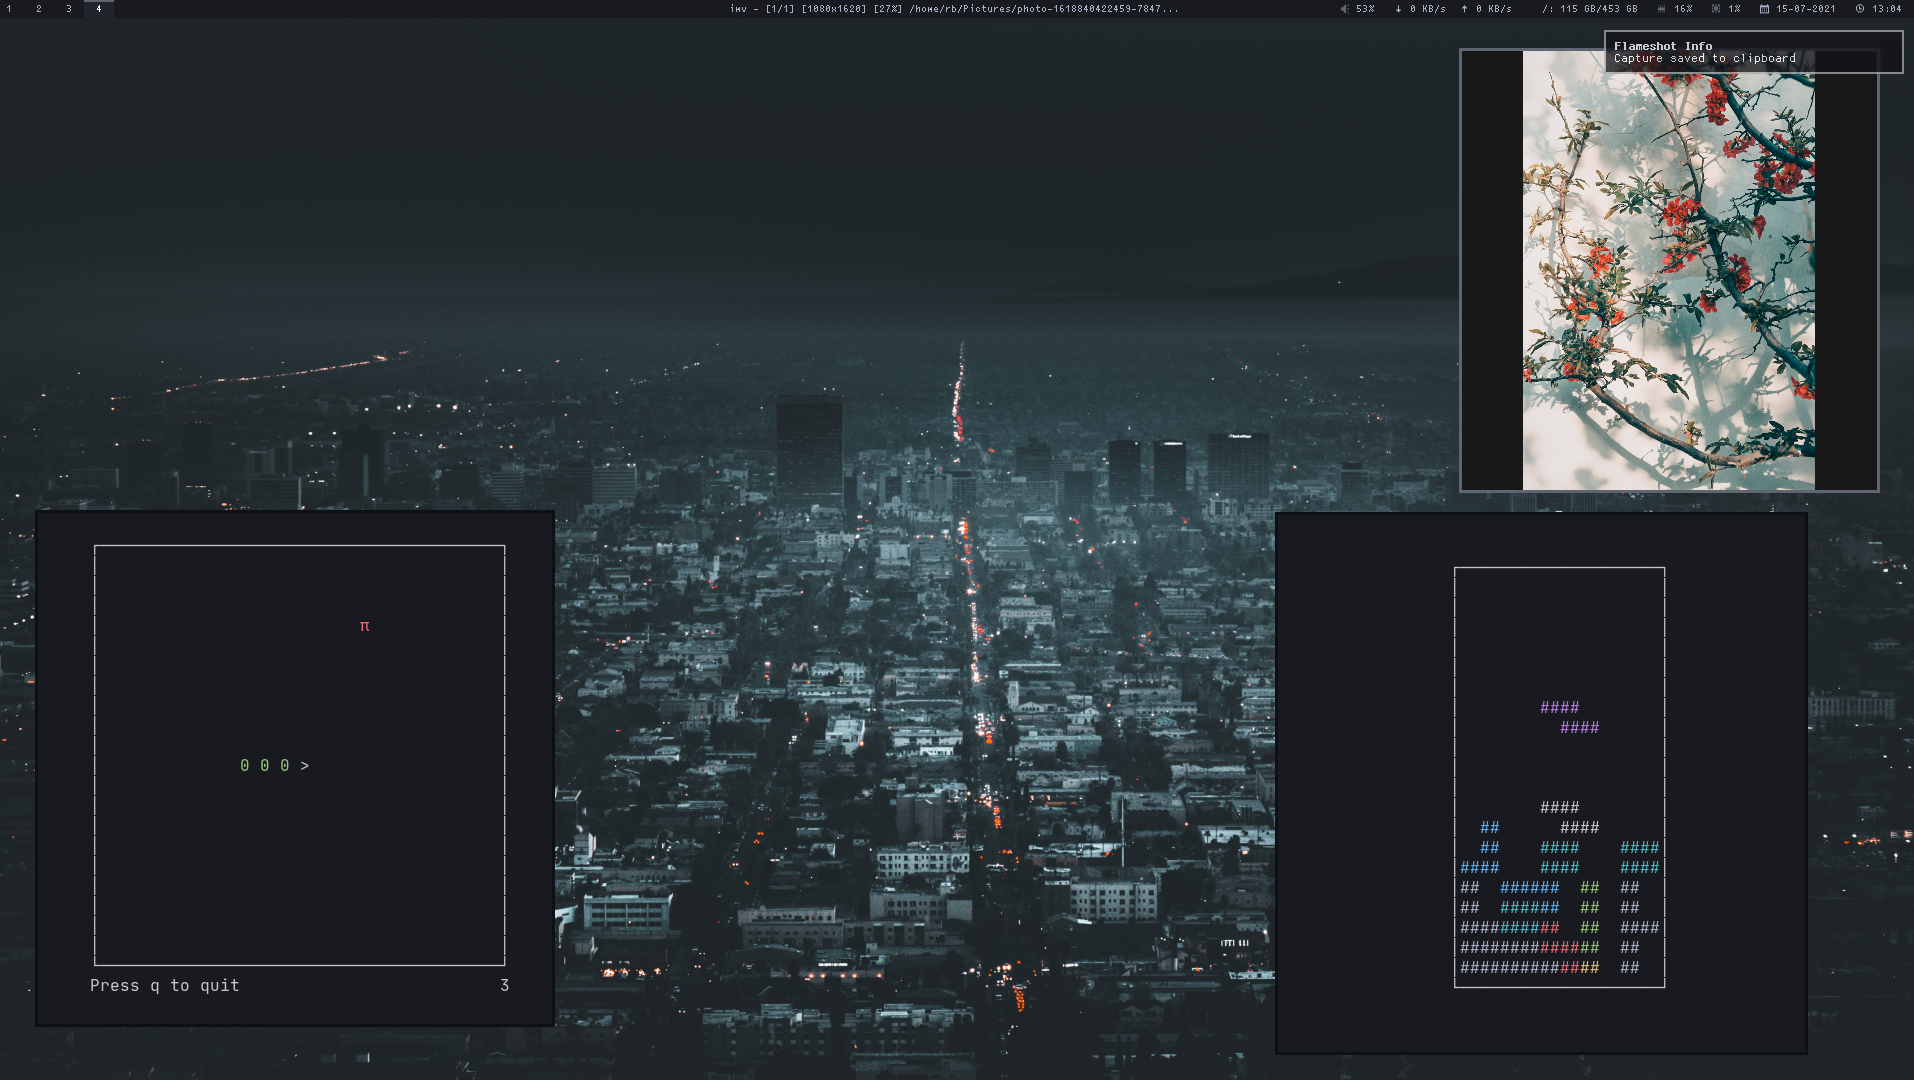 1 2 3 4 imv - [1/1] [1080x1620] [27%] /home/rb/Pictures/photo-1618840422459-7847... 53% ↓ 0 KB/s ↑ 0 KB/s /: 115 GB/453 GB 16% 1% 15-07-2021 13:04
Flameshot Info
Capture saved to clipboard
π
0 0 0 >
Press q to quit 3
####
####
####
## ####
## #### ####
#### #### ####
## ###### ## ##
## ###### ## ##
########## ## ####
############## ##
############## ##